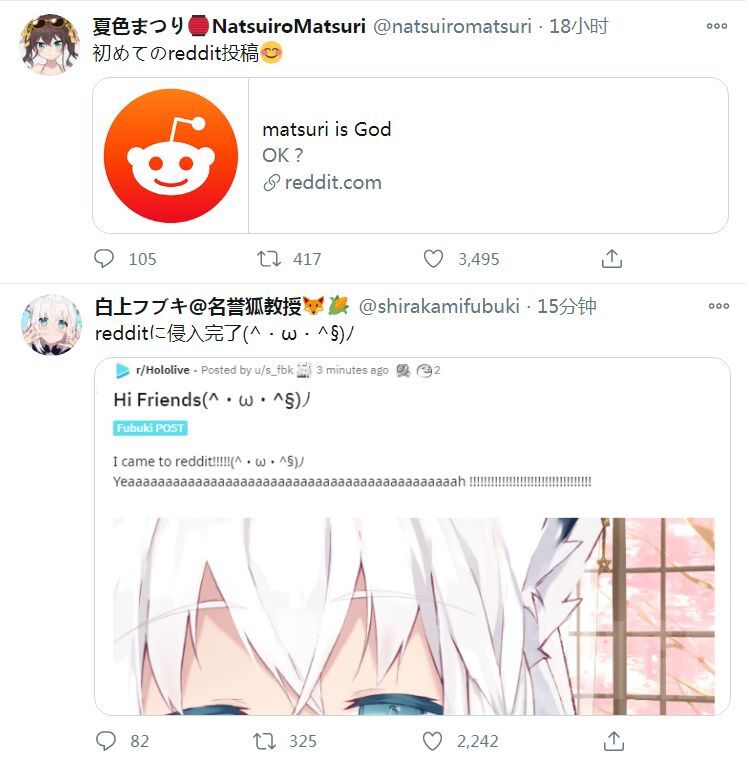 夏色まつり🏮NatsuiroMatsuri @natsuiromatsuri · 18小时
初めてのreddit投稿😊
matsuri is God
OK ?
reddit.com
105 417 3,495
白上フブキ@名誉狐教授🦊🌽 @shirakamifubuki · 15分钟
redditに侵入完了(^・ω・^§)ﾉ
r/Hololive · Posted by u/s_fbk 3 minutes ago 2
Hi Friends(^・ω・^§)ﾉ
Fubuki POST
I came to reddit!!!!!(^・ω・^§)ﾉ
Yeaaaaaaaaaaaaaaaaaaaaaaaaaaaaaaaaaaaaaaaaaaah !!!!!!!!!!!!!!!!!!!!!!!!!!!!!!!!!!
82 325 2,242